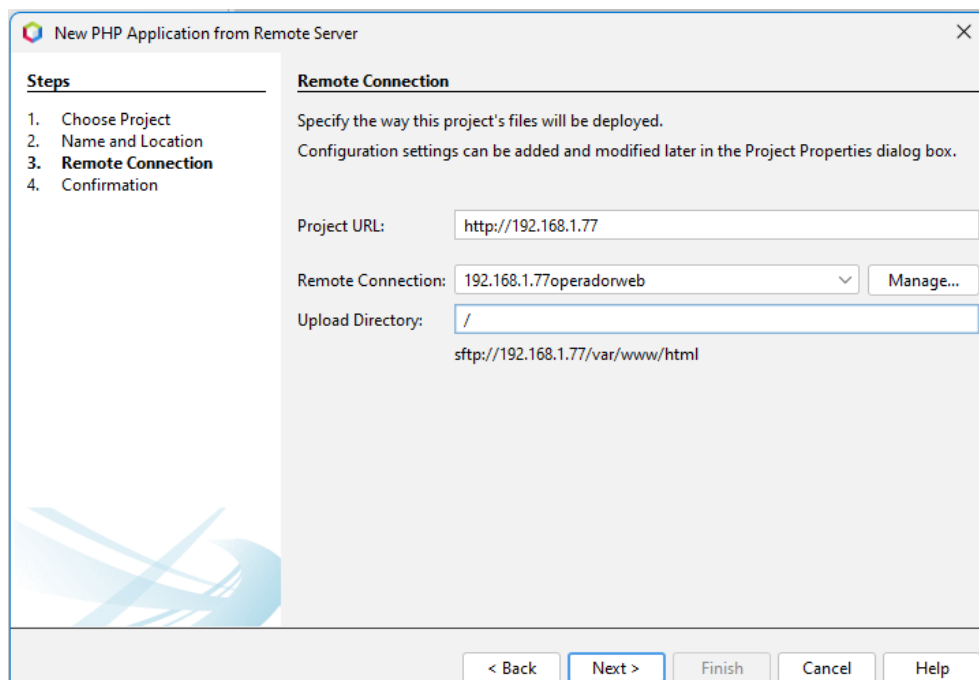 New PHP Application from Remote Server
Steps
1. Choose Project
2. Name and Location
3. Remote Connection
4. Confirmation
Remote Connection
Specify the way this project's files will be deployed.
Configuration settings can be added and modified later in the Project Properties dialog box.
Project URL: http://192.168.1.77
Remote Connection: 192.168.1.77operadorweb Manage...
Upload Directory: /
sftp://192.168.1.77/var/www/html
< Back Next > Finish Cancel Help